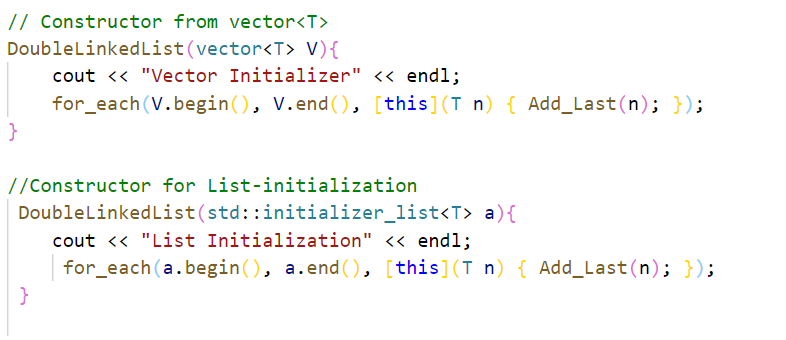 // Constructor from vector<T>
DoubleLinkedList(vector<T> V){
cout << "Vector Initializer" << endl;
for_each(V.begin(), V.end(), [this](T n) { Add_Last(n); });
}
//Constructor for List-initialization
DoubleLinkedList(std::initializer_list<T> a){
cout << "List Initialization" << endl;
for_each(a.begin(), a.end(), [this](T n) { Add_Last(n); });
}